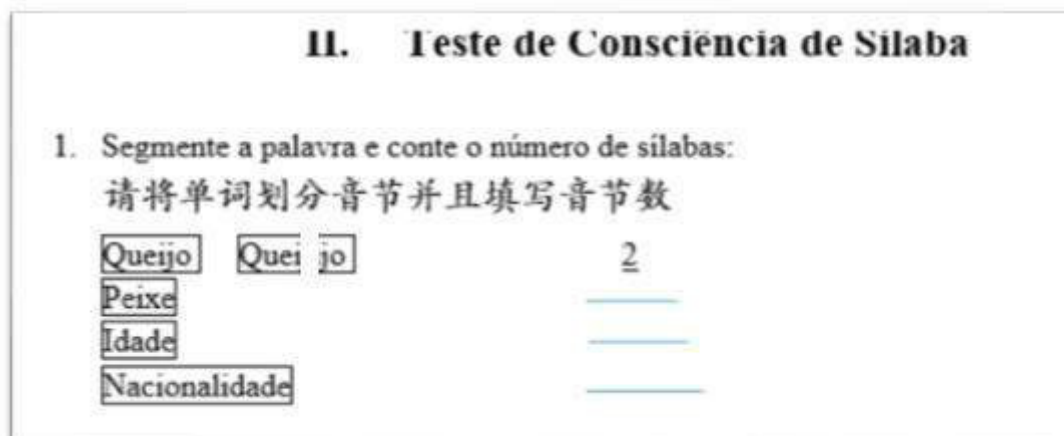 II. Teste de Consciência de Sílaba
1. Segmente a palavra e conte o número de sílabas:
请将单词划分音节并且填写音节数
Queijo Quei jo 2
Peixe
Idade
Nacionalidade